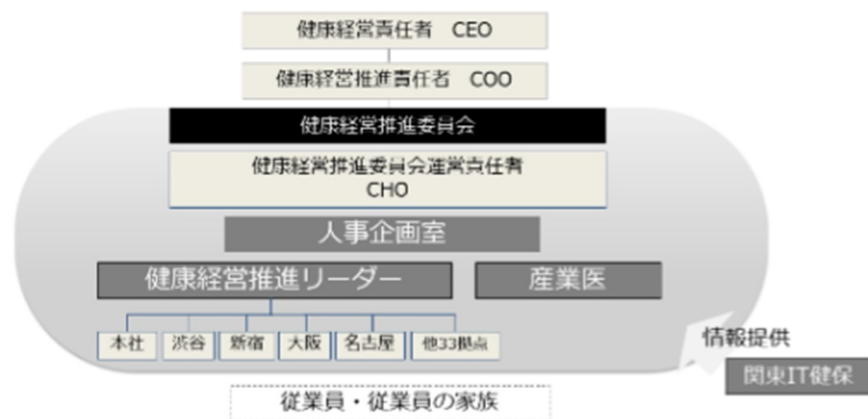 健康経営責任者　CEO
健康経営推進責任者　COO
健康経営推進委員会
健康経営推進委員会運営責任者
CHO
人事企画室
健康経営推進リーダー
産業医
本社
渋谷
新宿
大阪
名古屋
他33拠点
情報提供
関東IT健保
従業員・従業員の家族